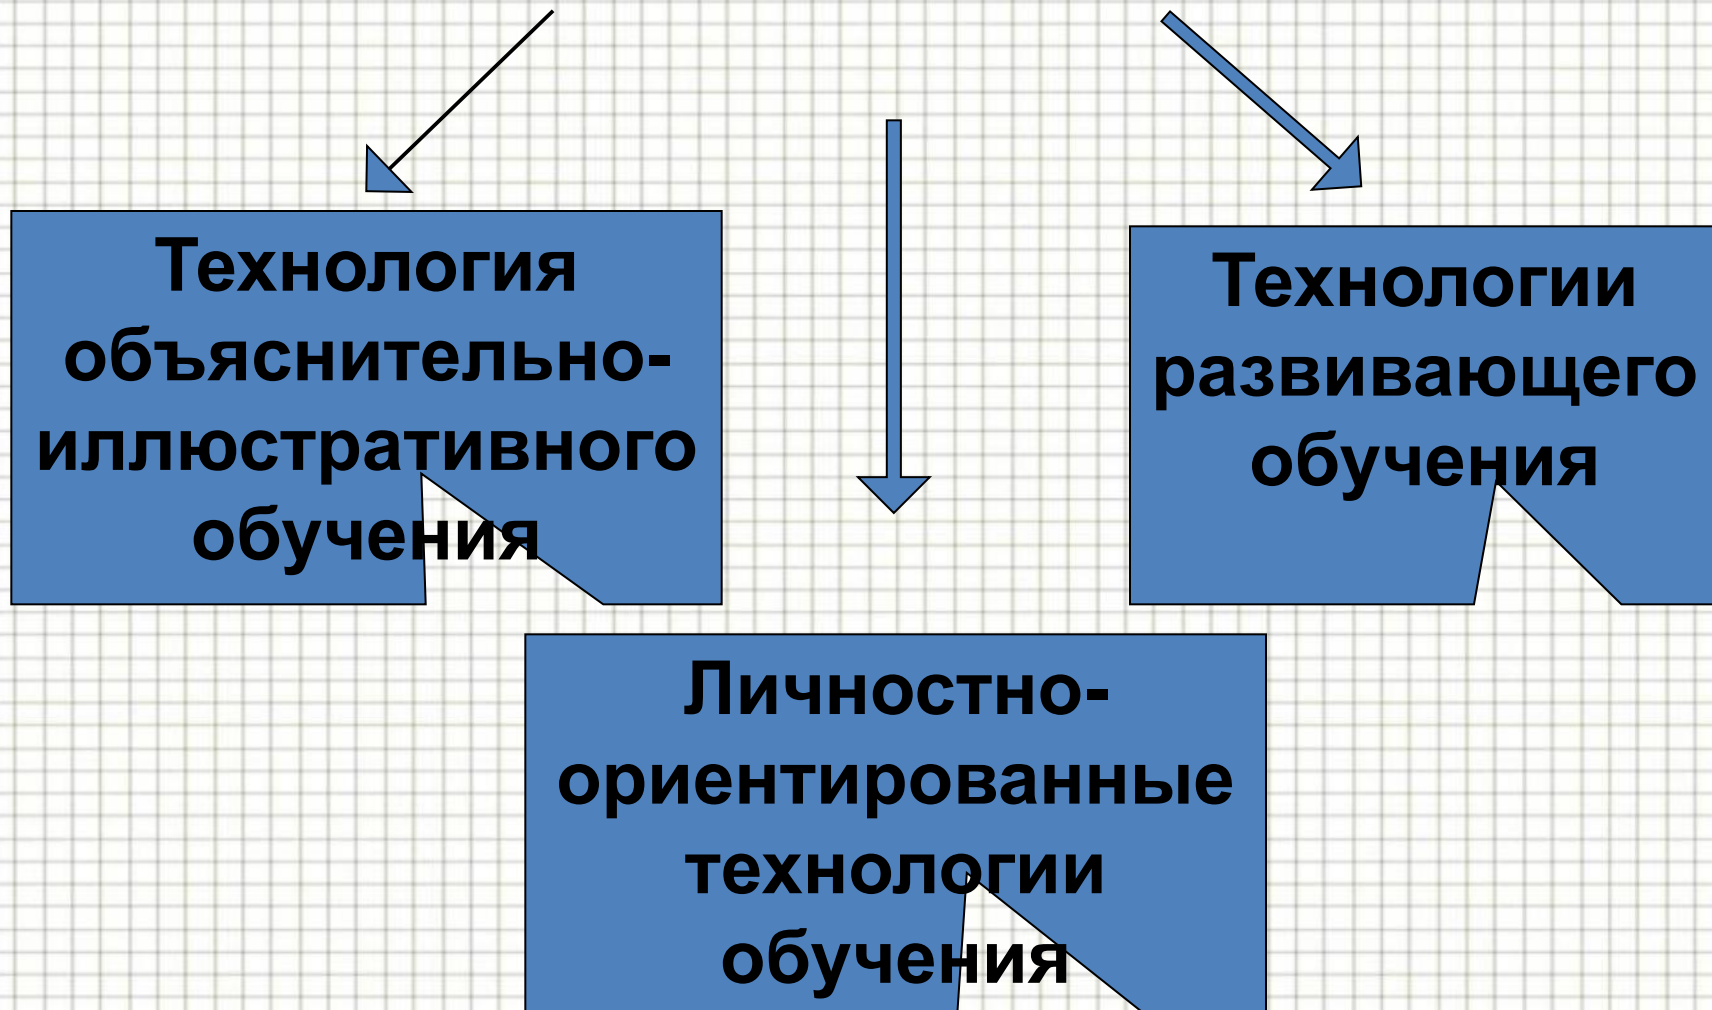 Технология
объяснительно-
иллюстративного
обучения
Технологии
развивающего
обучения
Личностно-
ориентированные
технологии
обучения